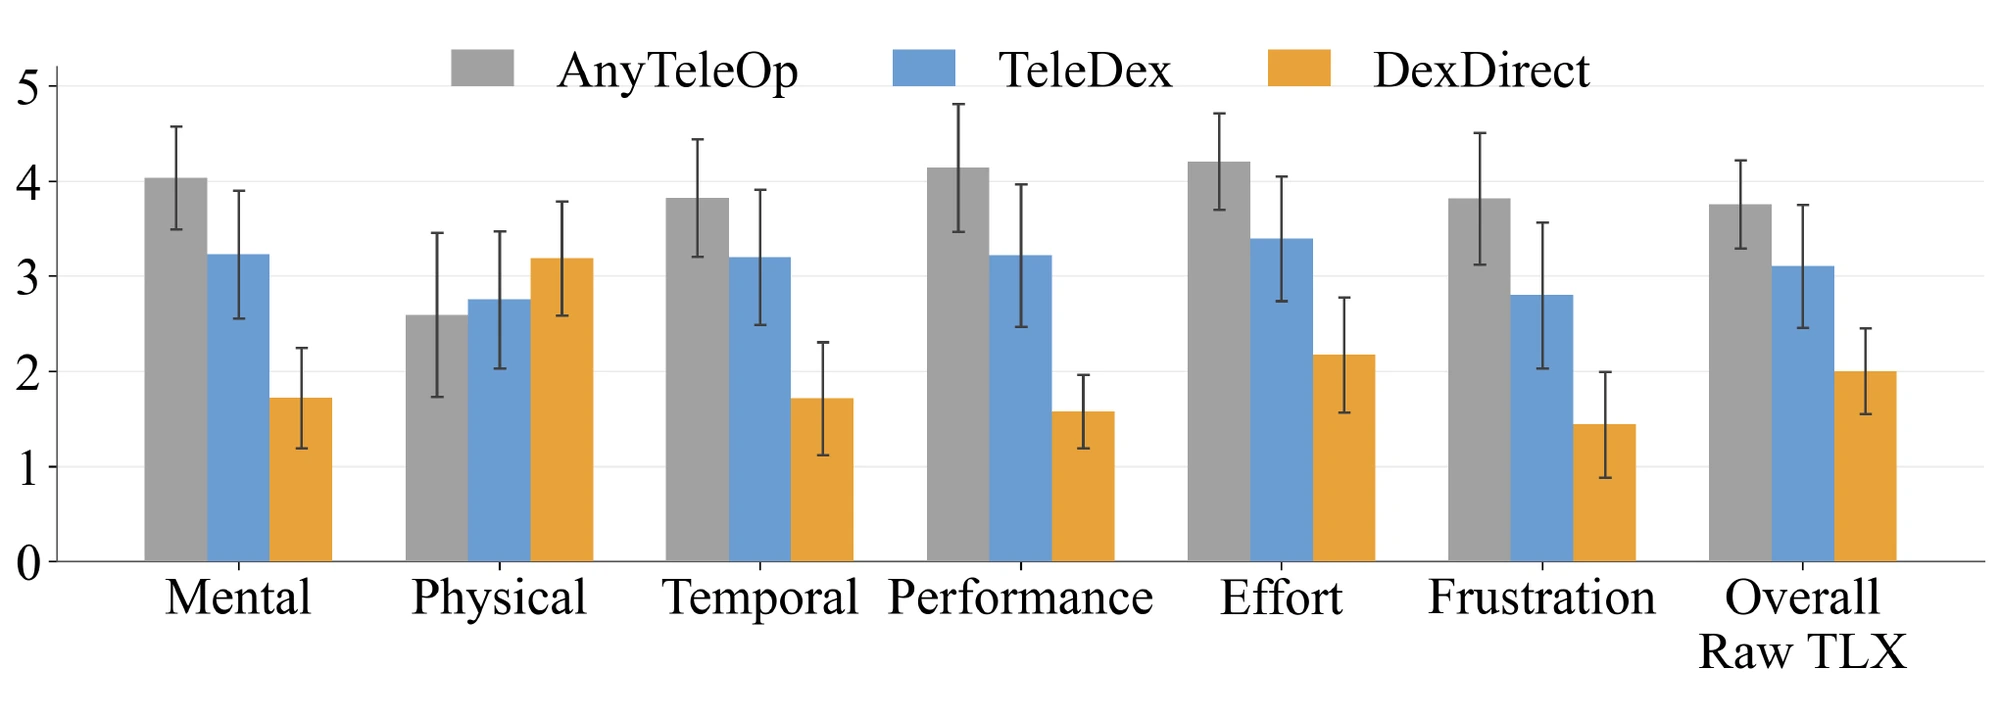 AnyTeleOp TeleDex DexDirect
5
4
3
2
1
0
Mental Physical Temporal Performance Effort Frustration Overall
Raw TLX